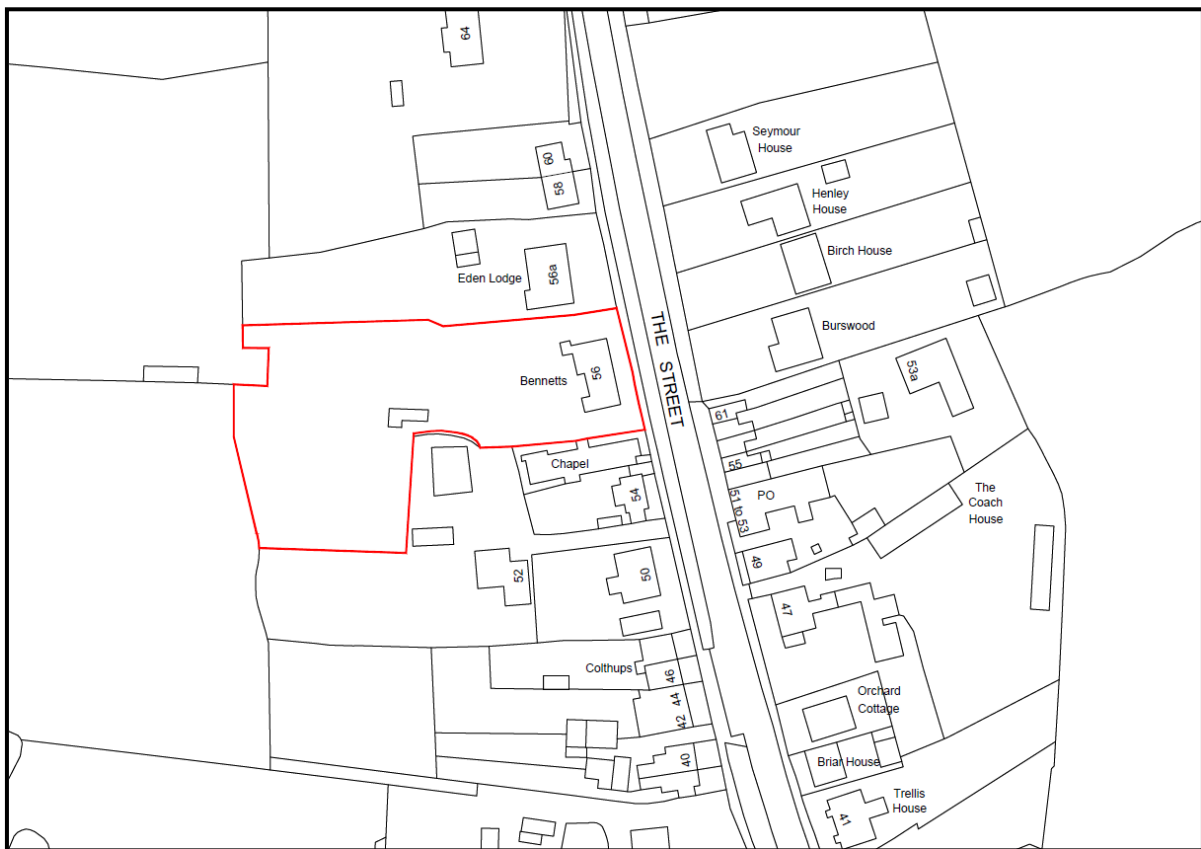 64
Seymour
House
60
58
Henley
House
Birch House
Eden Lodge
56a
THE STREET
Burswood
53a
Bennetts
56
61
Chapel
55
54
51 to 53
PO
The
Coach
House
49
52
50
47
Colthups
46
44
42
Orchard
Cottage
40
Briar House
Trellis
House
41